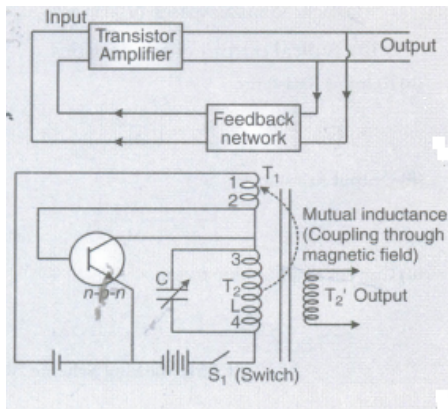 Input
Transistor
Amplifier
Output
Feedback
network
T1
1
2
Mutual inductance
(Coupling through
magnetic field)
3
C
T2
L
4
n-p-n
T2' Output
S1 (Switch)